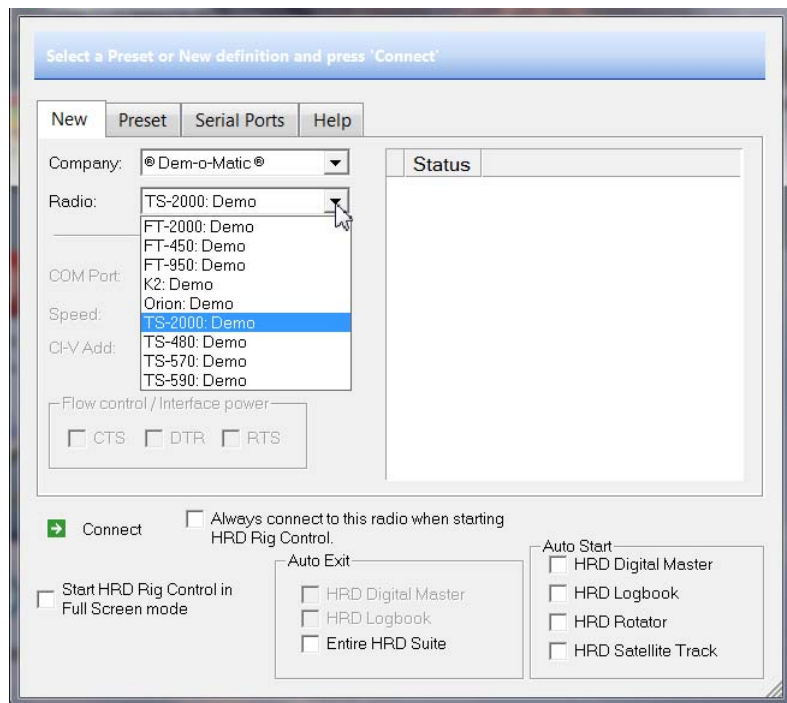 Select a Preset or New definition and press 'Connect'
New Preset Serial Ports Help
Company: ® Dem-o-Matic ®
Radio: TS-2000: Demo
FT-2000: Demo
FT-450: Demo
FT-950: Demo
K2: Demo
Orion: Demo
TS-2000: Demo
TS-480: Demo
TS-570: Demo
TS-590: Demo
COM Port:
Speed:
CI-V Add:
Flow control / Interface power
CTS DTR RTS
Status
Connect
Always connect to this radio when starting
HRD Rig Control.
Start HRD Rig Control in
Full Screen mode
Auto Exit
HRD Digital Master
HRD Logbook
Entire HRD Suite
Auto Start
HRD Digital Master
HRD Logbook
HRD Rotator
HRD Satellite Track